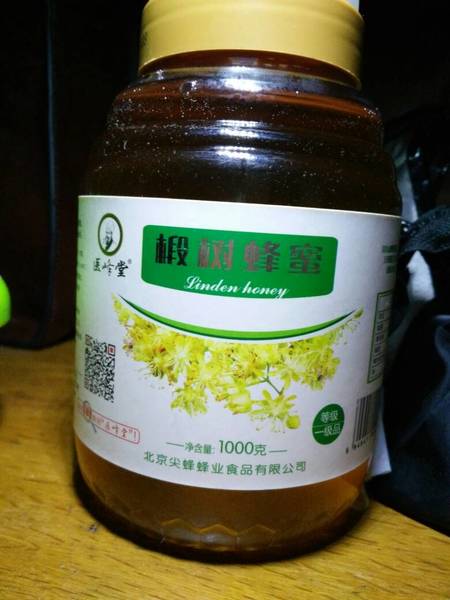 医峰堂®
椴树蜂蜜
Linden honey
等级
一级品
净含量: 1000克
北京尖蜂蜂业食品有限公司